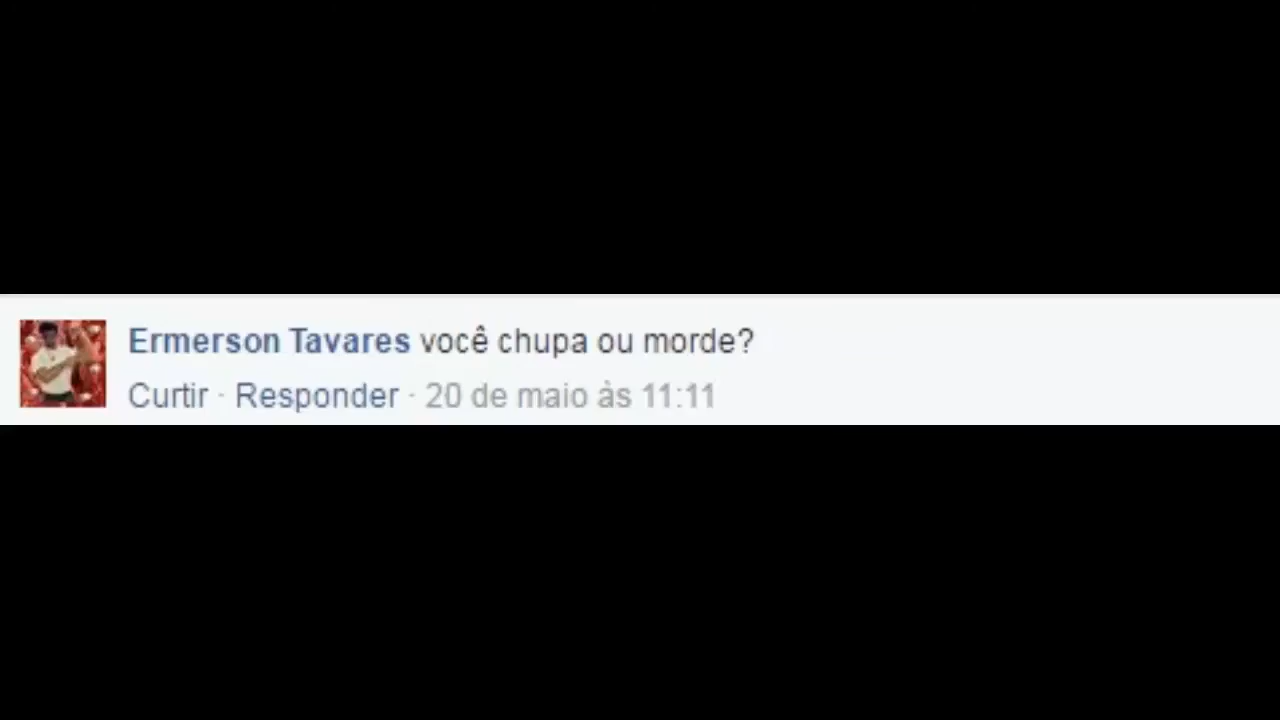 Ermerson Tavares você chupa ou morde?
Curtir · Responder · 20 de maio às 11:11